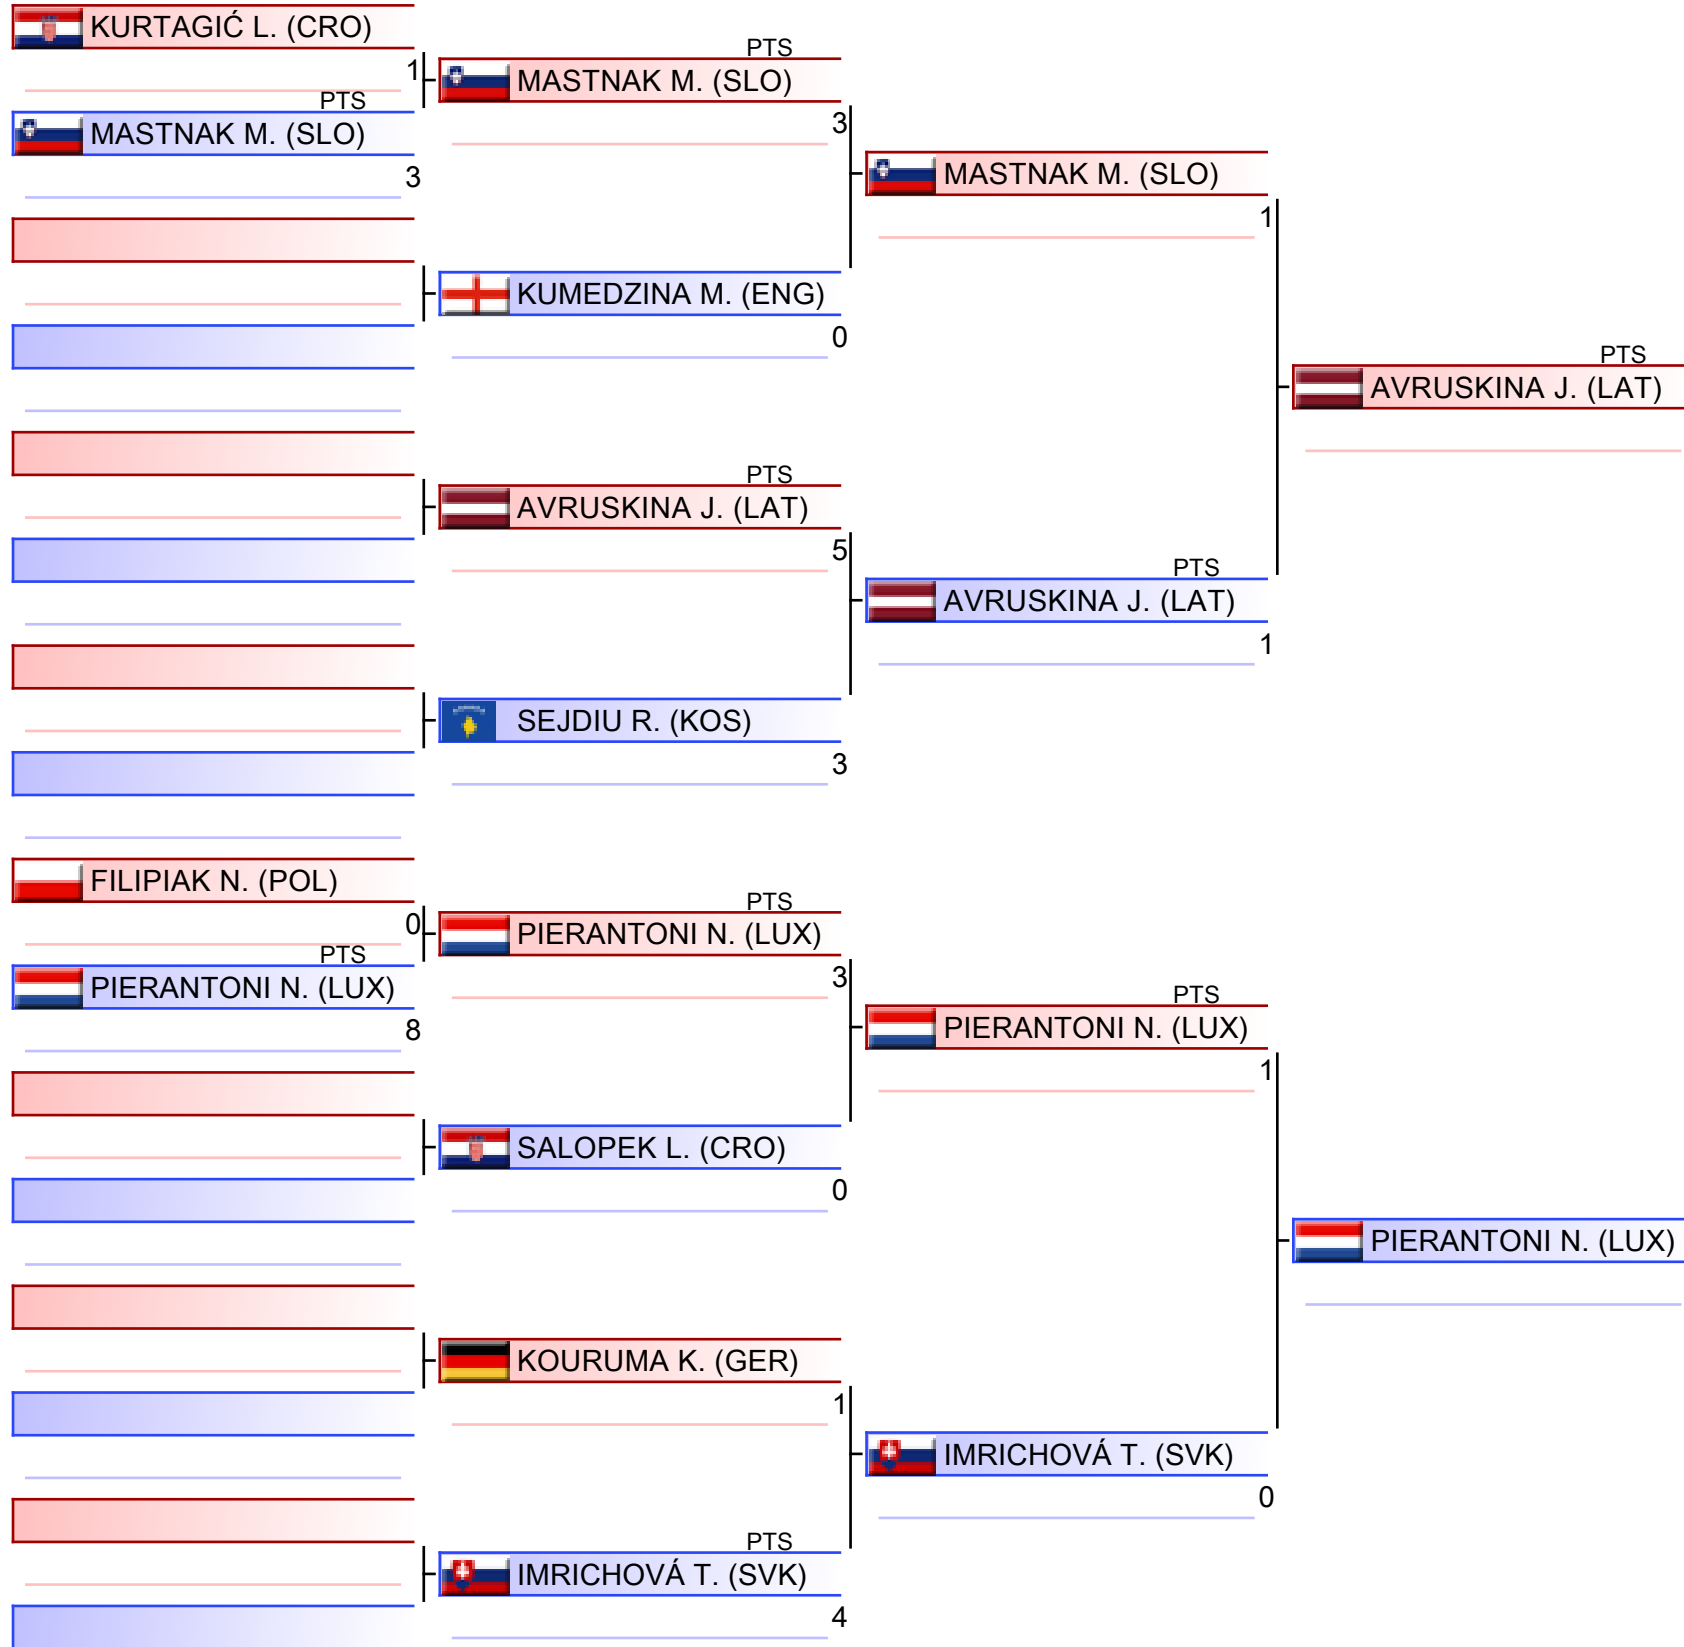 KURTAGIĆ L. (CRO)
1
PTS
MASTNAK M. (SLO)
3
FILIPIAK N. (POL)
0
PTS
PIERANTONI N. (LUX)
8
PTS
MASTNAK M. (SLO)
3
KUMEDZINA M. (ENG)
0
PTS
AVRUSKINA J. (LAT)
5
SEJDIU R. (KOS)
3
PTS
PIERANTONI N. (LUX)
3
SALOPEK L. (CRO)
0
KOURUMA K. (GER)
1
PTS
IMRICHOVÁ T. (SVK)
4
MASTNAK M. (SLO)
1
PTS
AVRUSKINA J. (LAT)
1
PTS
PIERANTONI N. (LUX)
1
IMRICHOVÁ T. (SVK)
0
PTS
AVRUSKINA J. (LAT)
PIERANTONI N. (LUX)